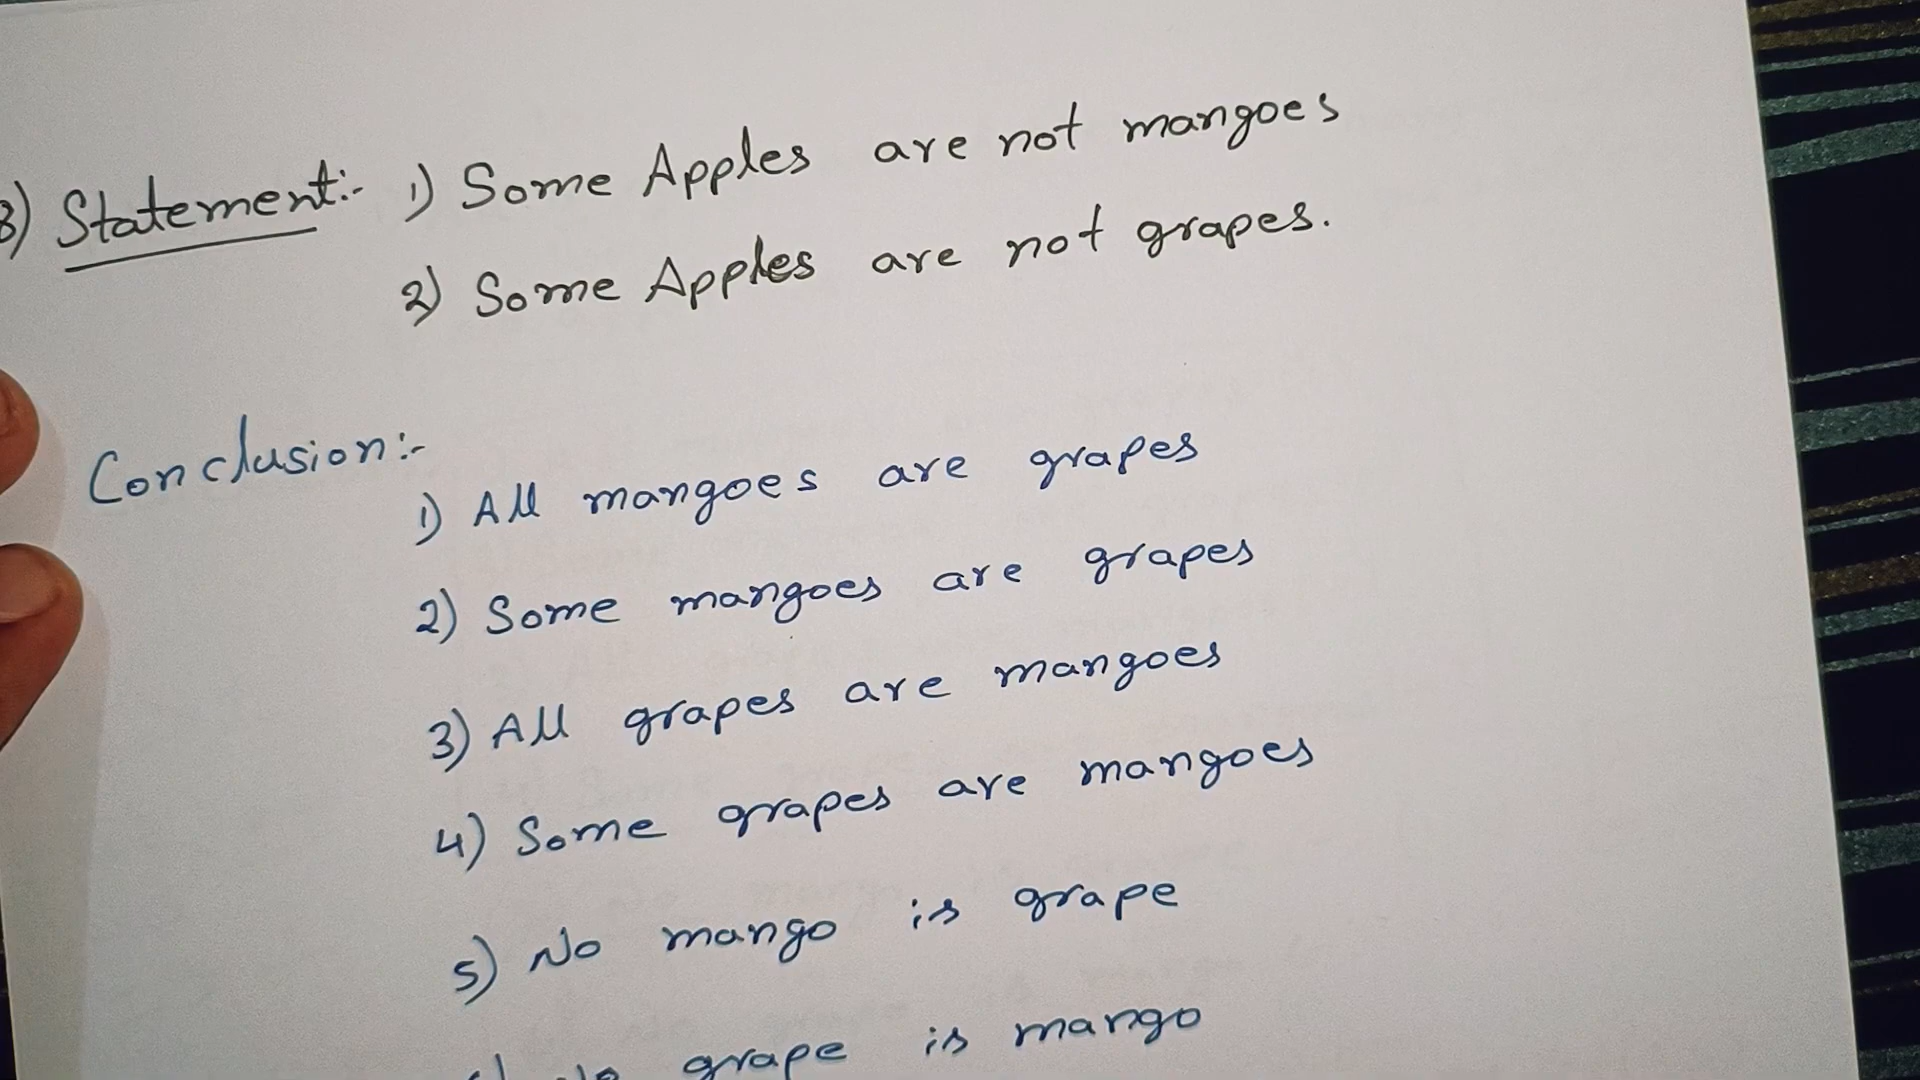 3) Statement:- 1) Some Apples are not mangoes
2) Some Apples are not grapes.
Conclusion:-
1) All mangoes are grapes
2) Some mangoes are grapes
3) All grapes are mangoes
4) Some grapes are mangoes
5) No mango is grape
No grape is mango